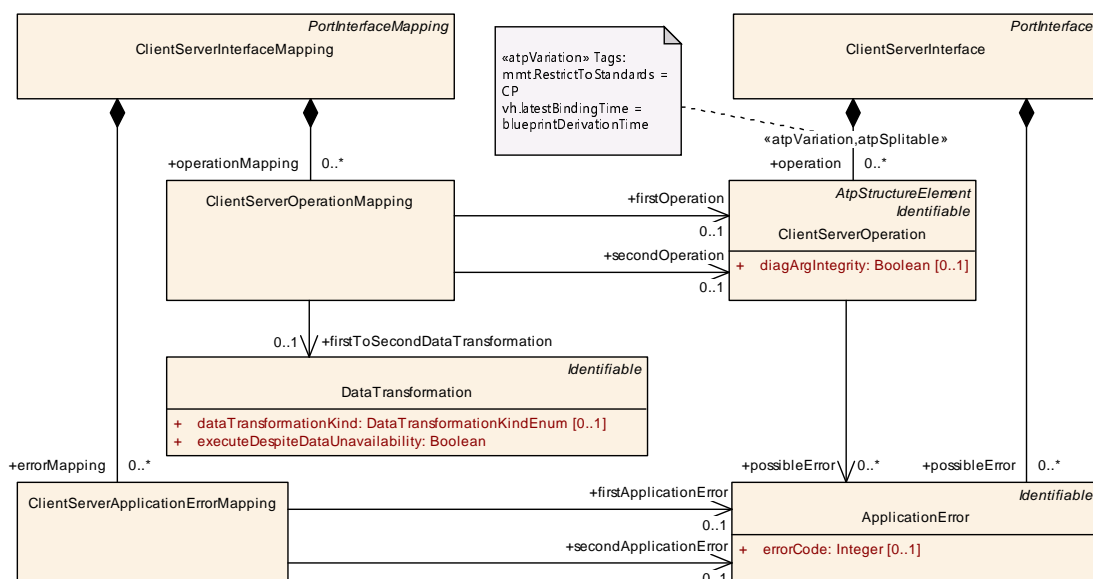 PortInterfaceMapping
ClientServerInterfaceMapping
«atpVariation» Tags:
mmt.RestrictToStandards =
CP
vh.latestBindingTime =
blueprintDerivationTime
PortInterface
ClientServerInterface
«atpVariation,atpSplitable»
+operationMapping 0..*
+operation 0..*
ClientServerOperationMapping
+firstOperation
0..1
+secondOperation
0..1
AtpStructureElement
Identifiable
ClientServerOperation
+ diagArgIntegrity: Boolean [0..1]
0..1 +firstToSecondDataTransformation
Identifiable
DataTransformation
+ dataTransformationKind: DataTransformationKindEnum [0..1]
+ executeDespiteDataUnavailability: Boolean
+errorMapping 0..*
+possibleError 0..*
+possibleError 0..*
ClientServerApplicationErrorMapping
+firstApplicationError
0..1
+secondApplicationError
0..1
Identifiable
ApplicationError
+ errorCode: Integer [0..1]